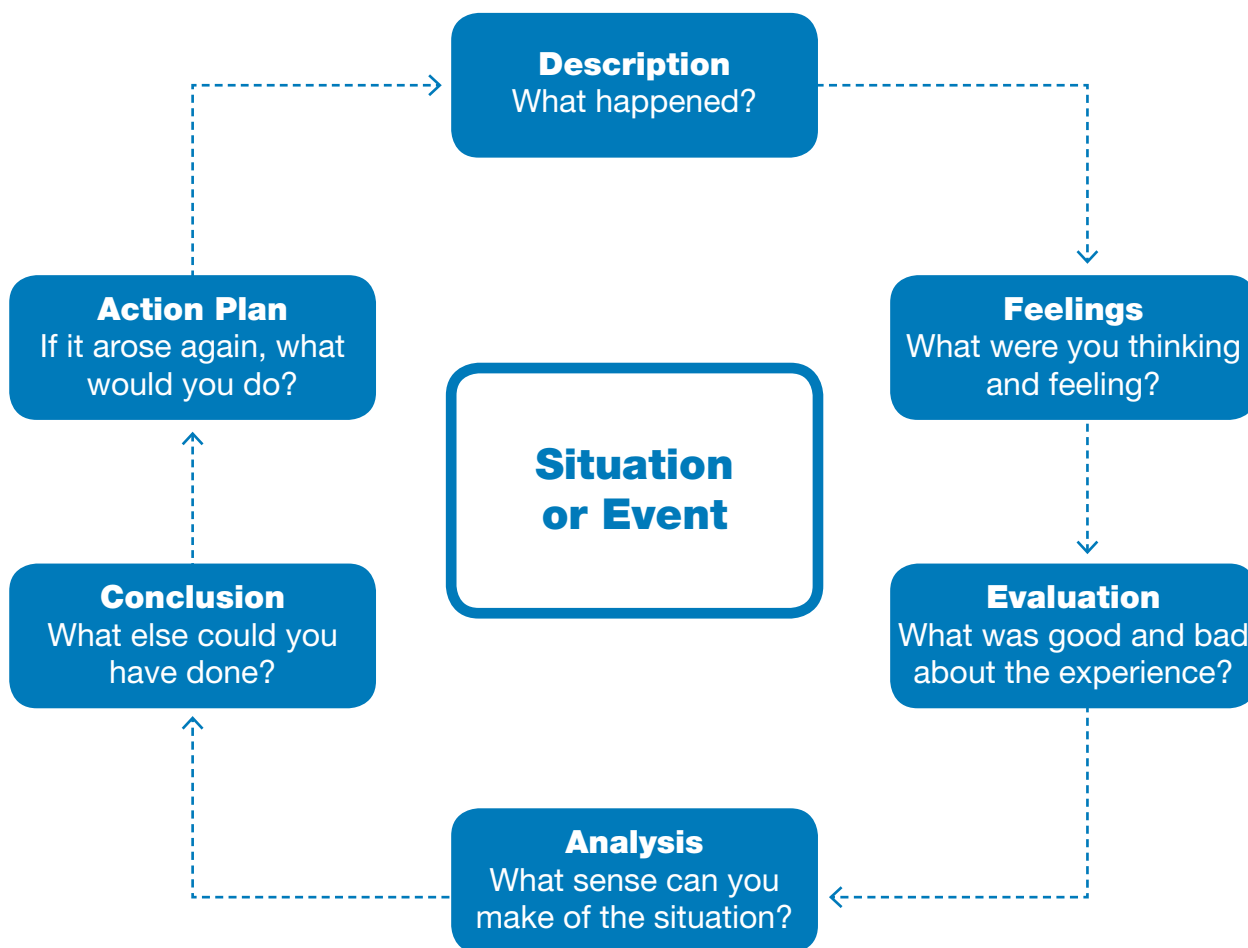 Description
What happened?
Feelings
What were you thinking
and feeling?
Evaluation
What was good and bad
about the experience?
Analysis
What sense can you
make of the situation?
Conclusion
What else could you
have done?
Action Plan
If it arose again, what
would you do?
Situation
or Event